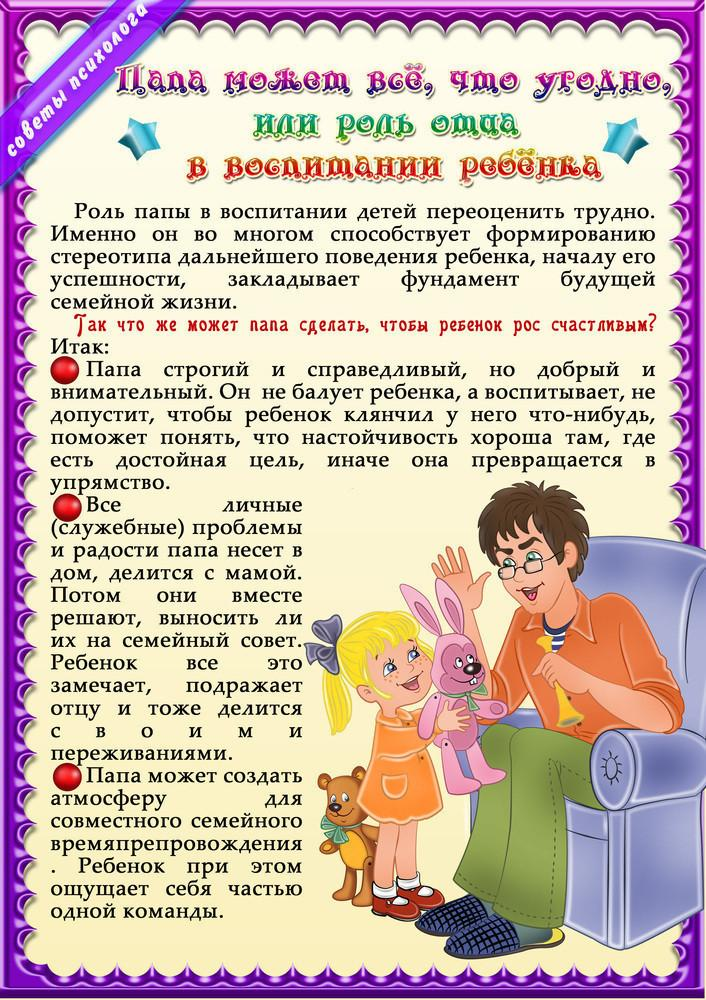 советы психолога
Папа может всё, что угодно,
или роль отца
в воспитании ребёнка
Роль папы в воспитании детей переоценить трудно.
Именно он во многом способствует формированию
стереотипа дальнейшего поведения ребенка, началу его
успешности, закладывает фундамент будущей
семейной жизни.
Так что же может папа сделать, чтобы ребенок рос счастливым?
Итак:
Папа строгий и справедливый, но добрый и
внимательный. Он не балует ребенка, а воспитывает, не
допустит, чтобы ребенок клянчил у него что-нибудь,
поможет понять, что настойчивость хороша там, где
есть достойная цель, иначе она превращается в
упрямство.
Все личные
(служебные) проблемы
и радости папа несет в
дом, делится с мамой.
Потом они вместе
решают, выносить ли
их на семейный совет.
Ребенок все это
замечает, подражает
отцу и тоже делится
с в о и м и
переживаниями.
Папа может создать
атмосферу для
совместного семейного
времяпрепровождения
. Ребенок при этом
ощущает себя частью
одной команды.